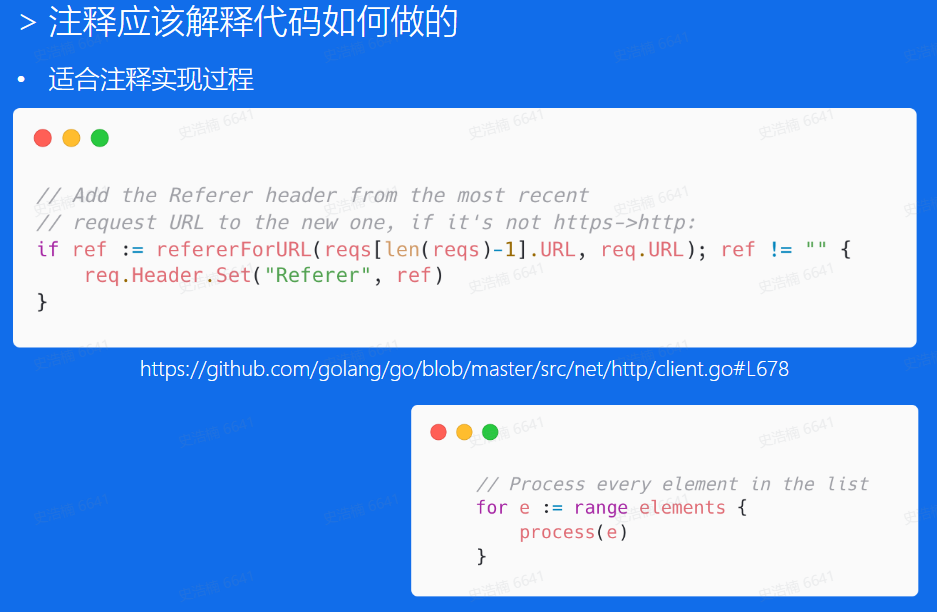 > 注释应该解释代码如何做的
• 适合注释实现过程
// Add the Referer header from the most recent
// request URL to the new one, if it's not https->http:
if ref := refererForURL(reqs[len(reqs)-1].URL, req.URL); ref != "" {
req.Header.Set("Referer", ref)
}
https://github.com/golang/go/blob/master/src/net/http/client.go#L678
// Process every element in the list
for e := range elements {
process(e)
}
史浩楠 6641